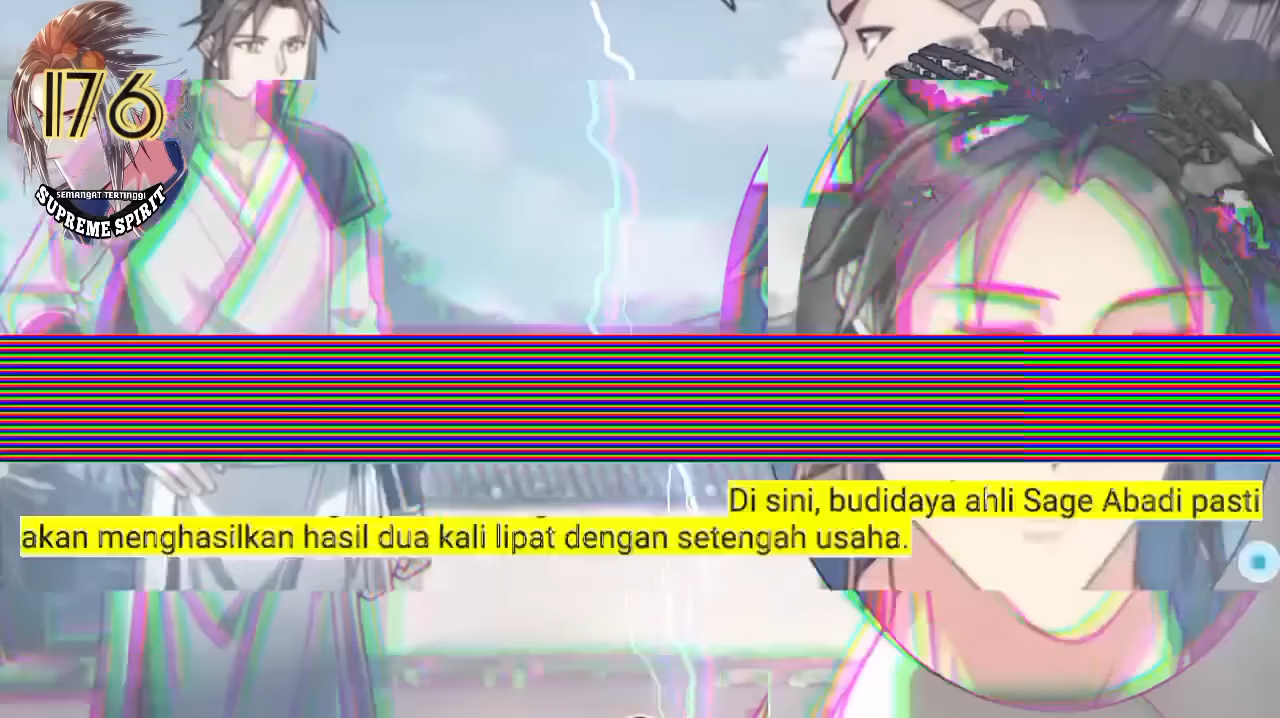 176
SEMANGAT TERTINGGI
SUPREME SPIRIT
Di sini, budidaya ahli Sage Abadi pasti
akan menghasilkan hasil dua kali lipat dengan setengah usaha.